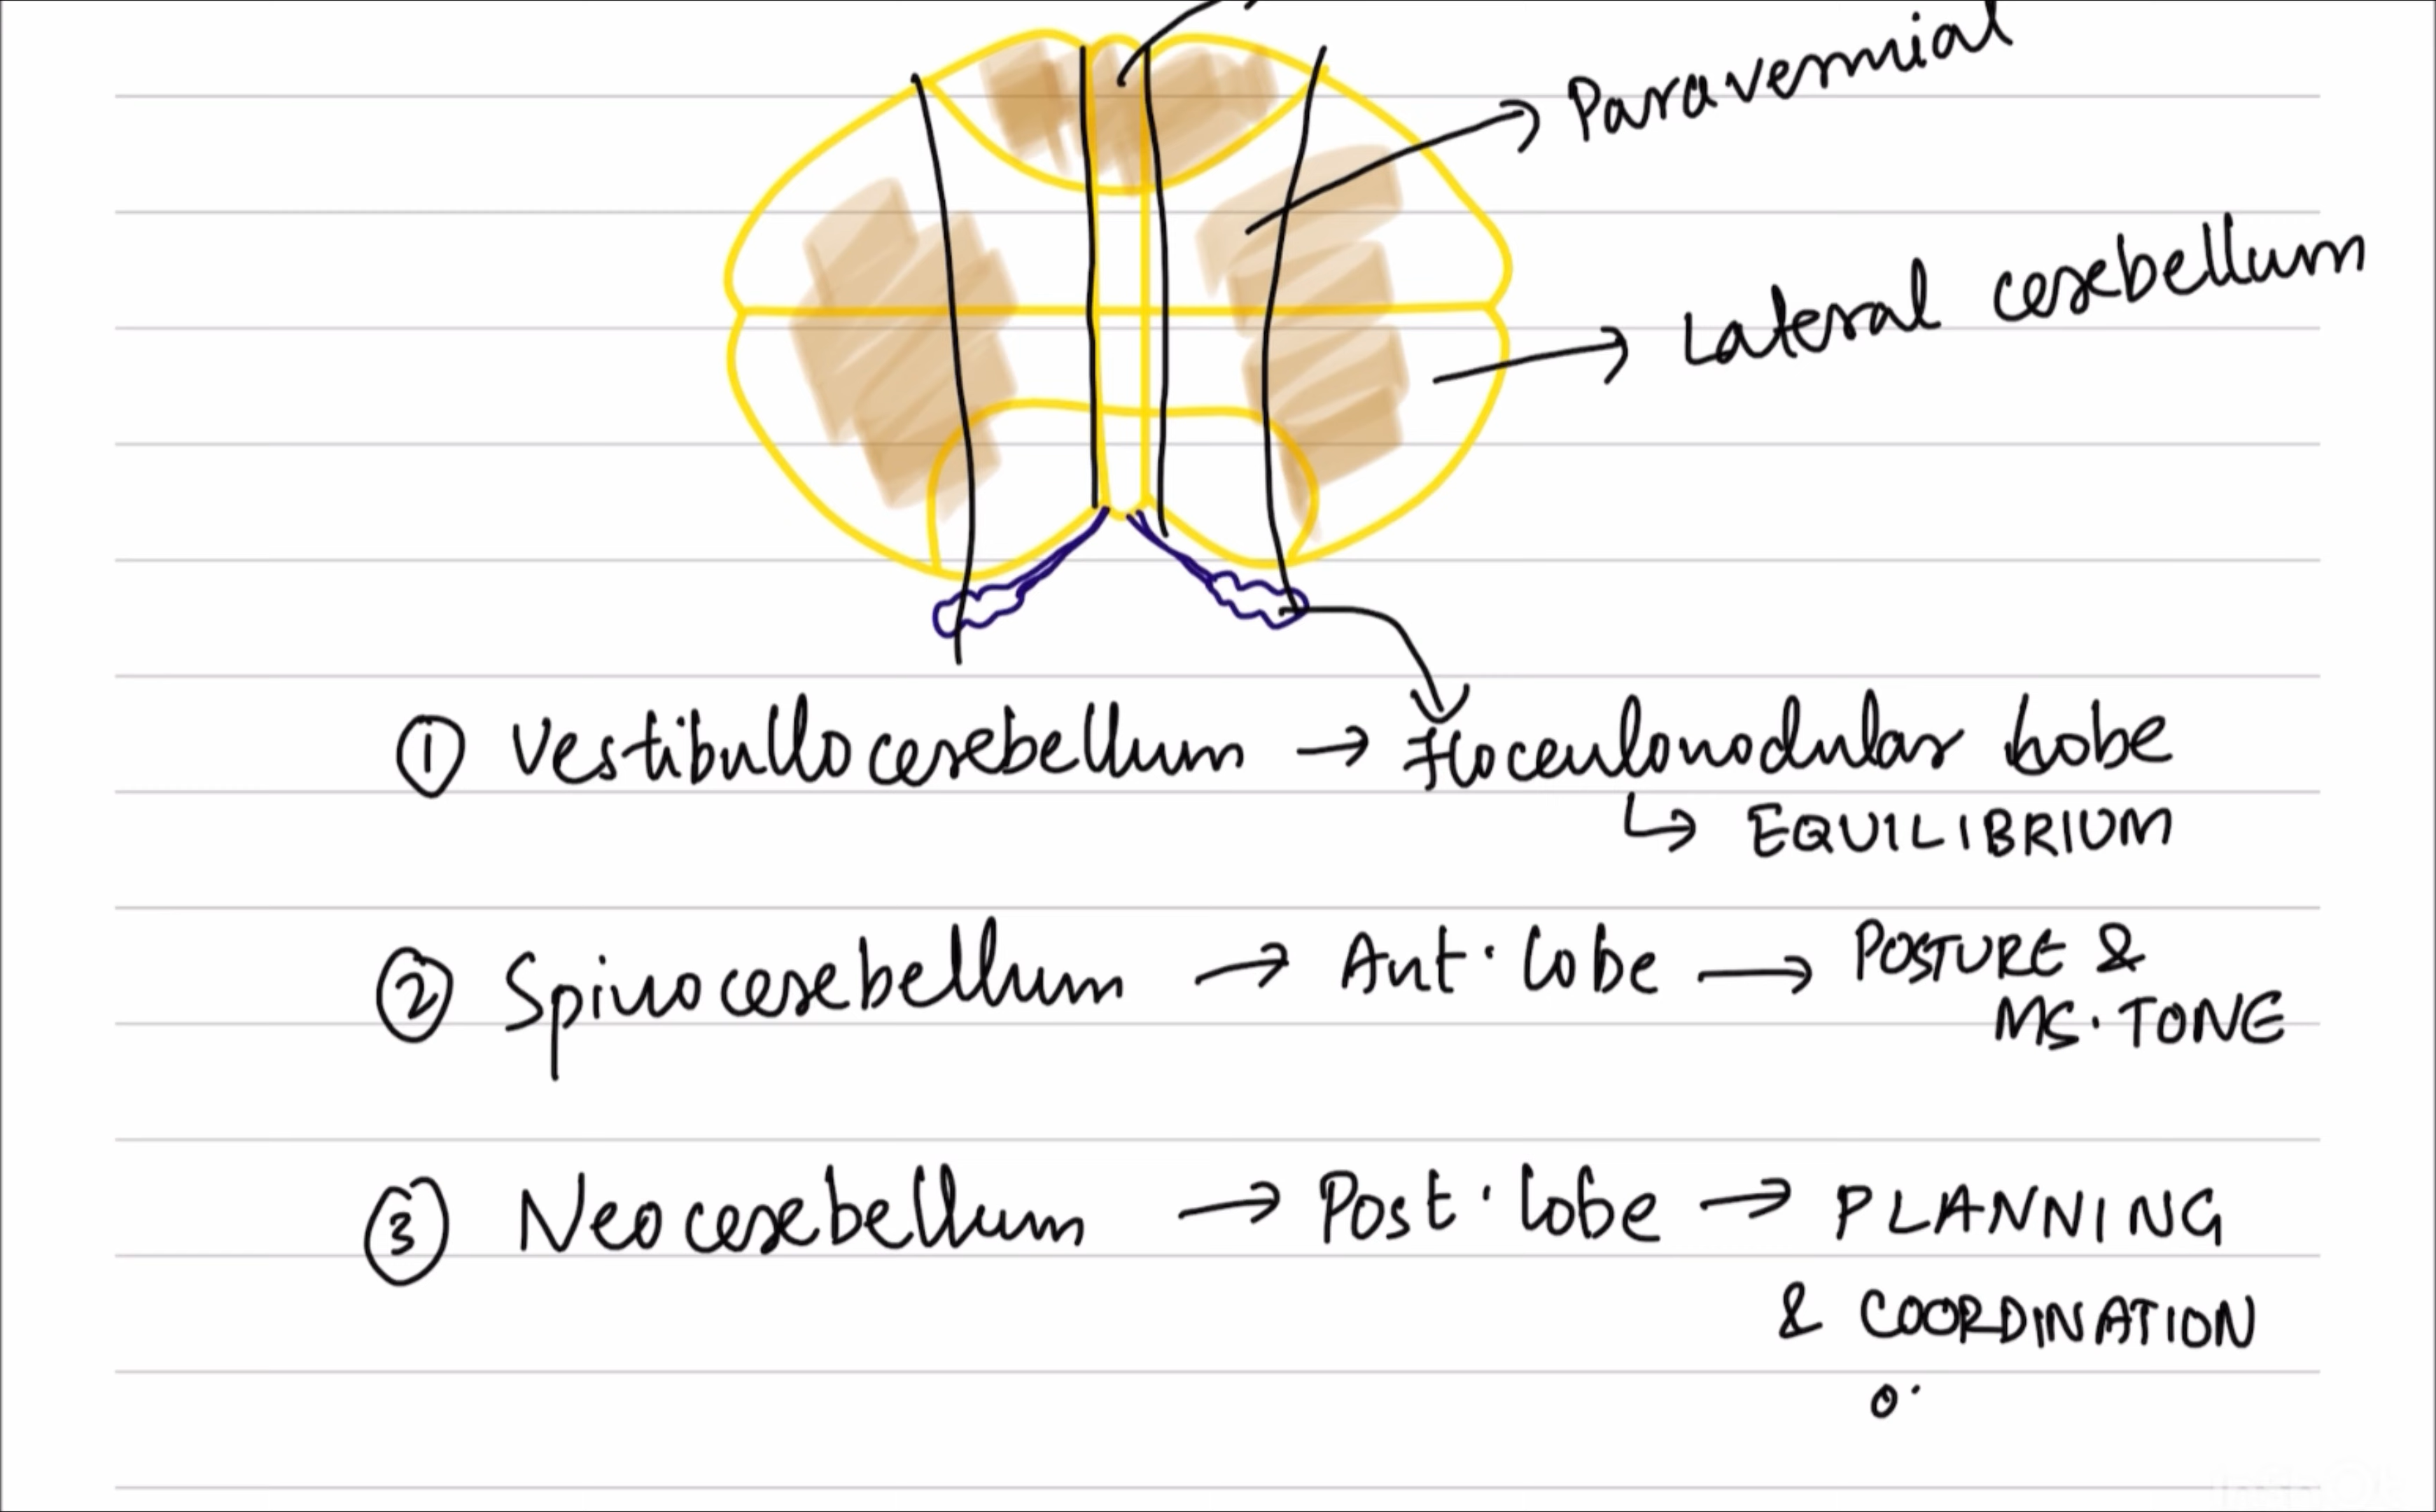 Paravermial
Lateral cerebellum
① Vestibullocerebellum → Flocculonodular Lobe
↳ EQUILIBRIUM
② Spinocerebellum → Ant. lobe → POSTURE &
MS. TONE
③ Neocerebellum → Post. lobe → PLANNING
& COORDINATION